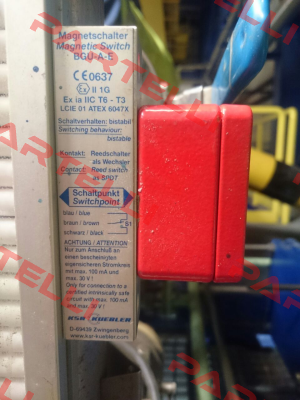 Magnetschalter
Magnetic Switch
BGU-A-E
CE 0637
Ex II 1G
Ex ia IIC T6 - T3
LCIE 01 ATEX 6047X
Schaltverhalten: bistabil
Switching behaviour:
bistable
Kontakt: Reedschalter
als Wechsler
Contact: Reed switch
as SPDT
Schaltpunkt
Switchpoint
blau / blue
braun / brown
schwarz / black
S1
ACHTUNG / ATTENTION:
Nur zum Anschluß an
einen bescheinigten
eigensicheren Stromkreis
mit max. 100 mA und
max. 30 V !
Only for connection to a
certified intrinsically safe
circuit with max. 100 mA
and max. 30 V !
KSR KUEBLER
D-69439 Zwingenberg
www.ksr-kuebler.com
PARTELLI